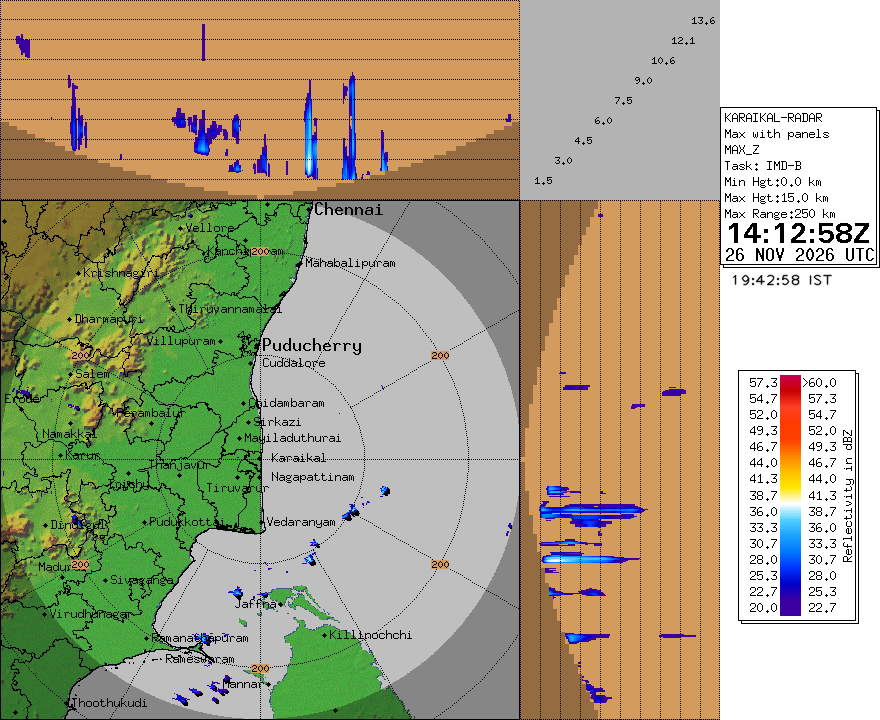 13.6
12.1
10.6
9.0
7.5
6.0
4.5
3.0
1.5
KARAIKAL-RADAR
Max with panels
MAX_Z
Task: IMD-B
Min Hgt:0.0 km
Max Hgt:15.0 km
Max Range:250 km
14:12:58Z
26 NOV 2026 UTC
19:42:58 IST
Chennai
Vellore
200
Mahabalipuram
Krishnagiri
Thiruvannamalai
Dharmapuri
Villupuram
Puducherry
200
200
Cuddalore
Salem
Erode
Chidambaram
Perambalur
Sirkazi
Namakkal
Mayiladuthurai
Karur
Karaikal
Thanjavur
Nagapattinam
Tiruvarur
Pudukkottai
Vedaranyam
200
200
Sivaganga
Jaffna
Virudhunagar
Ramanathapuram
Killinochchi
Rameswaram
200
Mannar
Thoothukudi
57.3 >60.0
54.7 57.3
52.0 54.7
49.3 52.0
46.7 49.3
44.0 46.7
41.3 44.0
38.7 41.3
36.0 38.7
33.3 36.0
30.7 33.3
28.0 30.7
25.3 28.0
22.7 25.3
20.0 22.7
Reflectivity in dBZ